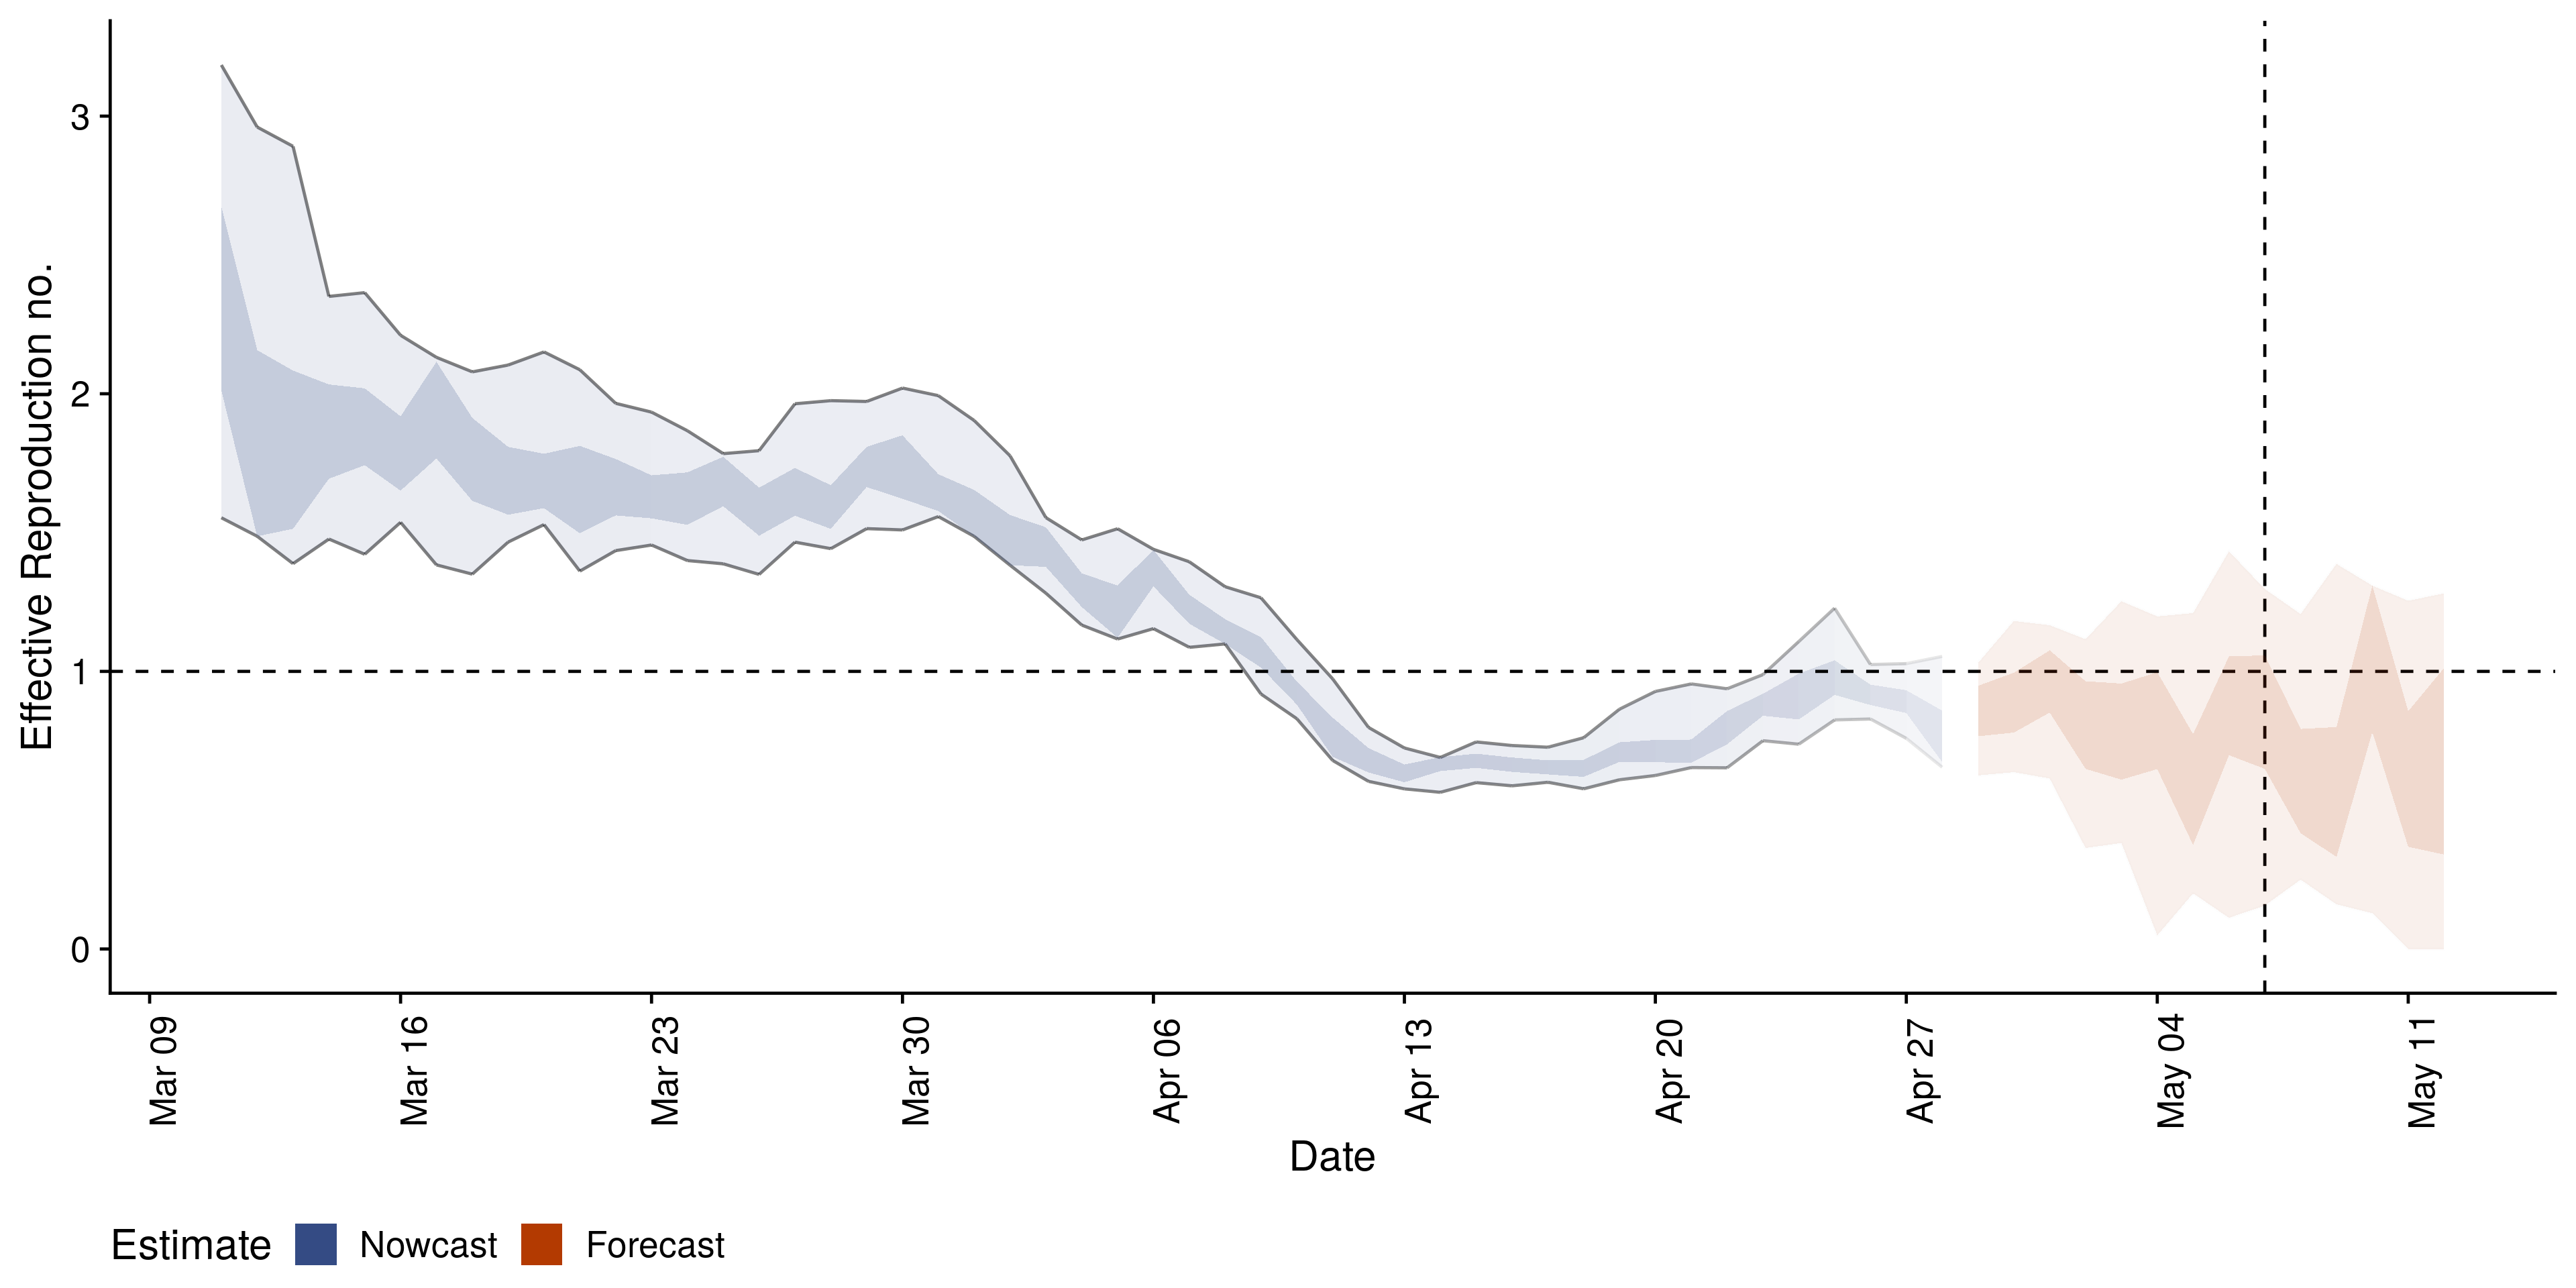 Effective Reproduction no.
3
2
1
0
Mar 09
Mar 16
Mar 23
Mar 30
Apr 06
Apr 13
Apr 20
Apr 27
May 04
May 11
Date
Estimate Nowcast Forecast